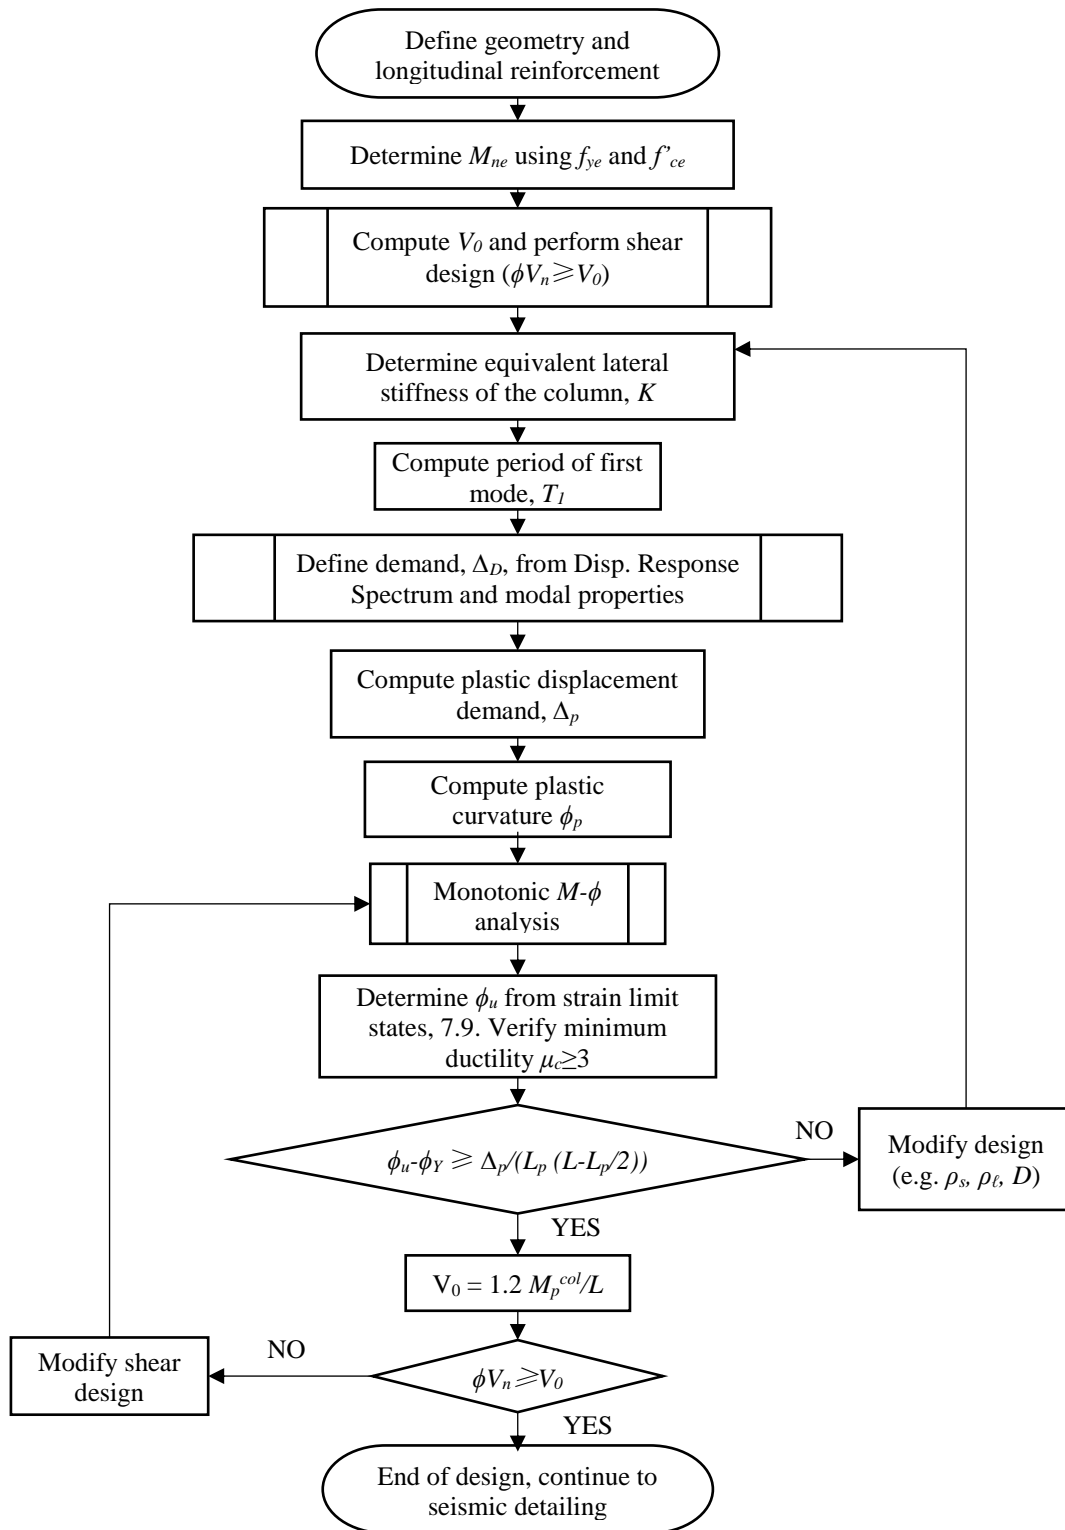 Define geometry and
longitudinal reinforcement
Determine M_ne using f_ye and f'_ce
Compute V_0 and perform shear
design (ϕV_n≥V_0)
Determine equivalent lateral
stiffness of the column, K
Compute period of first
mode, T_1
Define demand, Δ_D, from Disp. Response
Spectrum and modal properties
Compute plastic displacement
demand, Δ_p
Compute plastic
curvature ϕ_p
Monotonic M-ϕ
analysis
Determine ϕ_u from strain limit
states, 7.9. Verify minimum
ductility μ_c≥3
ϕ_u-ϕ_Y ≥ Δ_p/(L_p (L-L_p/2))
NO
Modify design
(e.g. ρ_s, ρ_ℓ, D)
YES
V_0 = 1.2 M_p^col/L
ϕV_n≥V_0
NO
Modify shear
design
YES
End of design, continue to
seismic detailing